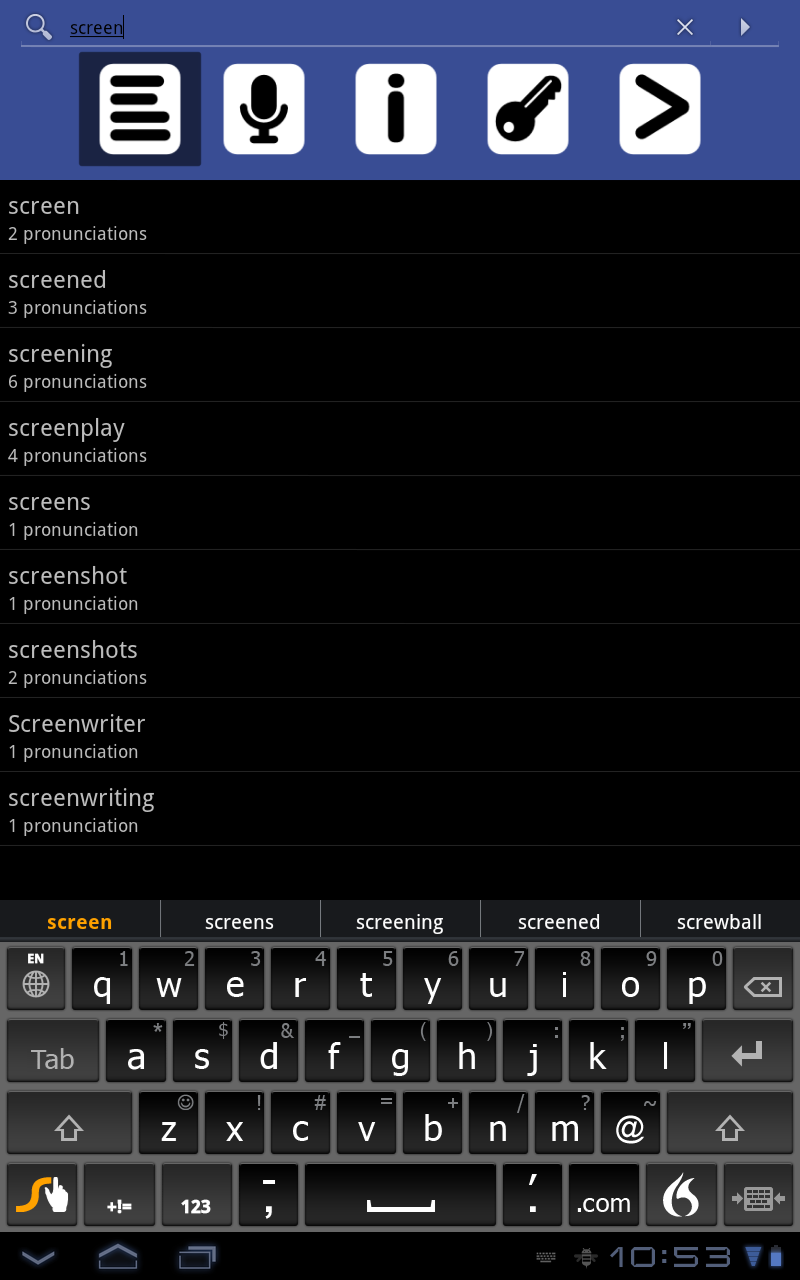 screen
screen
2 pronunciations
screened
3 pronunciations
screening
6 pronunciations
screenplay
4 pronunciations
screens
1 pronunciation
screenshot
1 pronunciation
screenshots
2 pronunciations
Screenwriter
1 pronunciation
screenwriting
1 pronunciation
screen screens screening screened screwball
EN 1 2 3 4 5 6 7 8 9 0
q w e r t y u i o p
* $ & _ ( ) : ; "
Tab a s d f g h j k l
! # = + / ? ~
z x c v b n m @
+!= 123 - , ' . .com
10:53